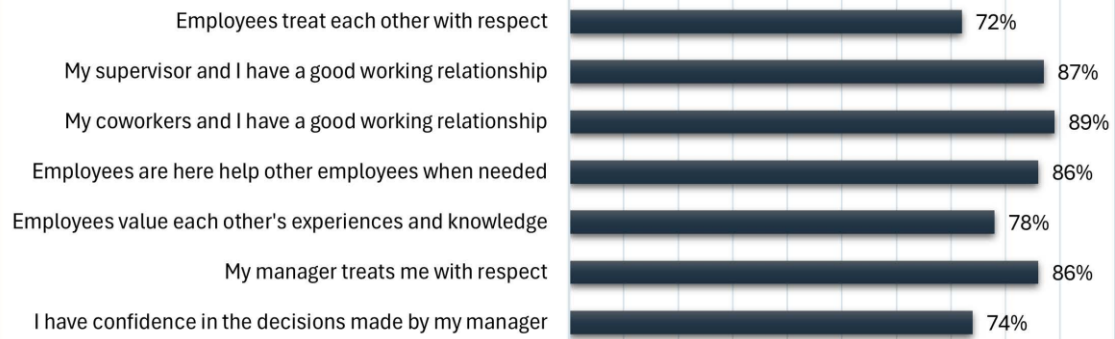 Employees treat each other with respect 72%
My supervisor and I have a good working relationship 87%
My coworkers and I have a good working relationship 89%
Employees are here help other employees when needed 86%
Employees value each other's experiences and knowledge 78%
My manager treats me with respect 86%
I have confidence in the decisions made by my manager 74%